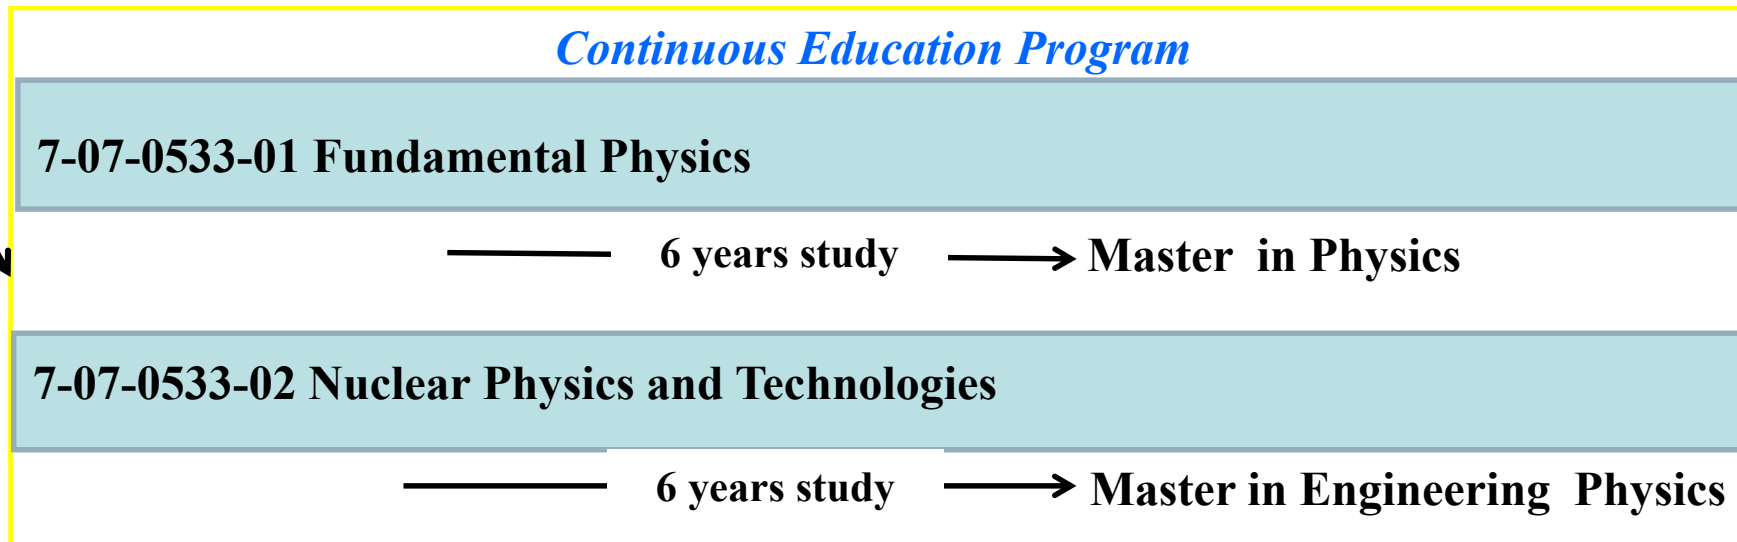 Continuous Education Program
7-07-0533-01 Fundamental Physics
6 years study Master in Physics
7-07-0533-02 Nuclear Physics and Technologies
6 years study Master in Engineering Physics